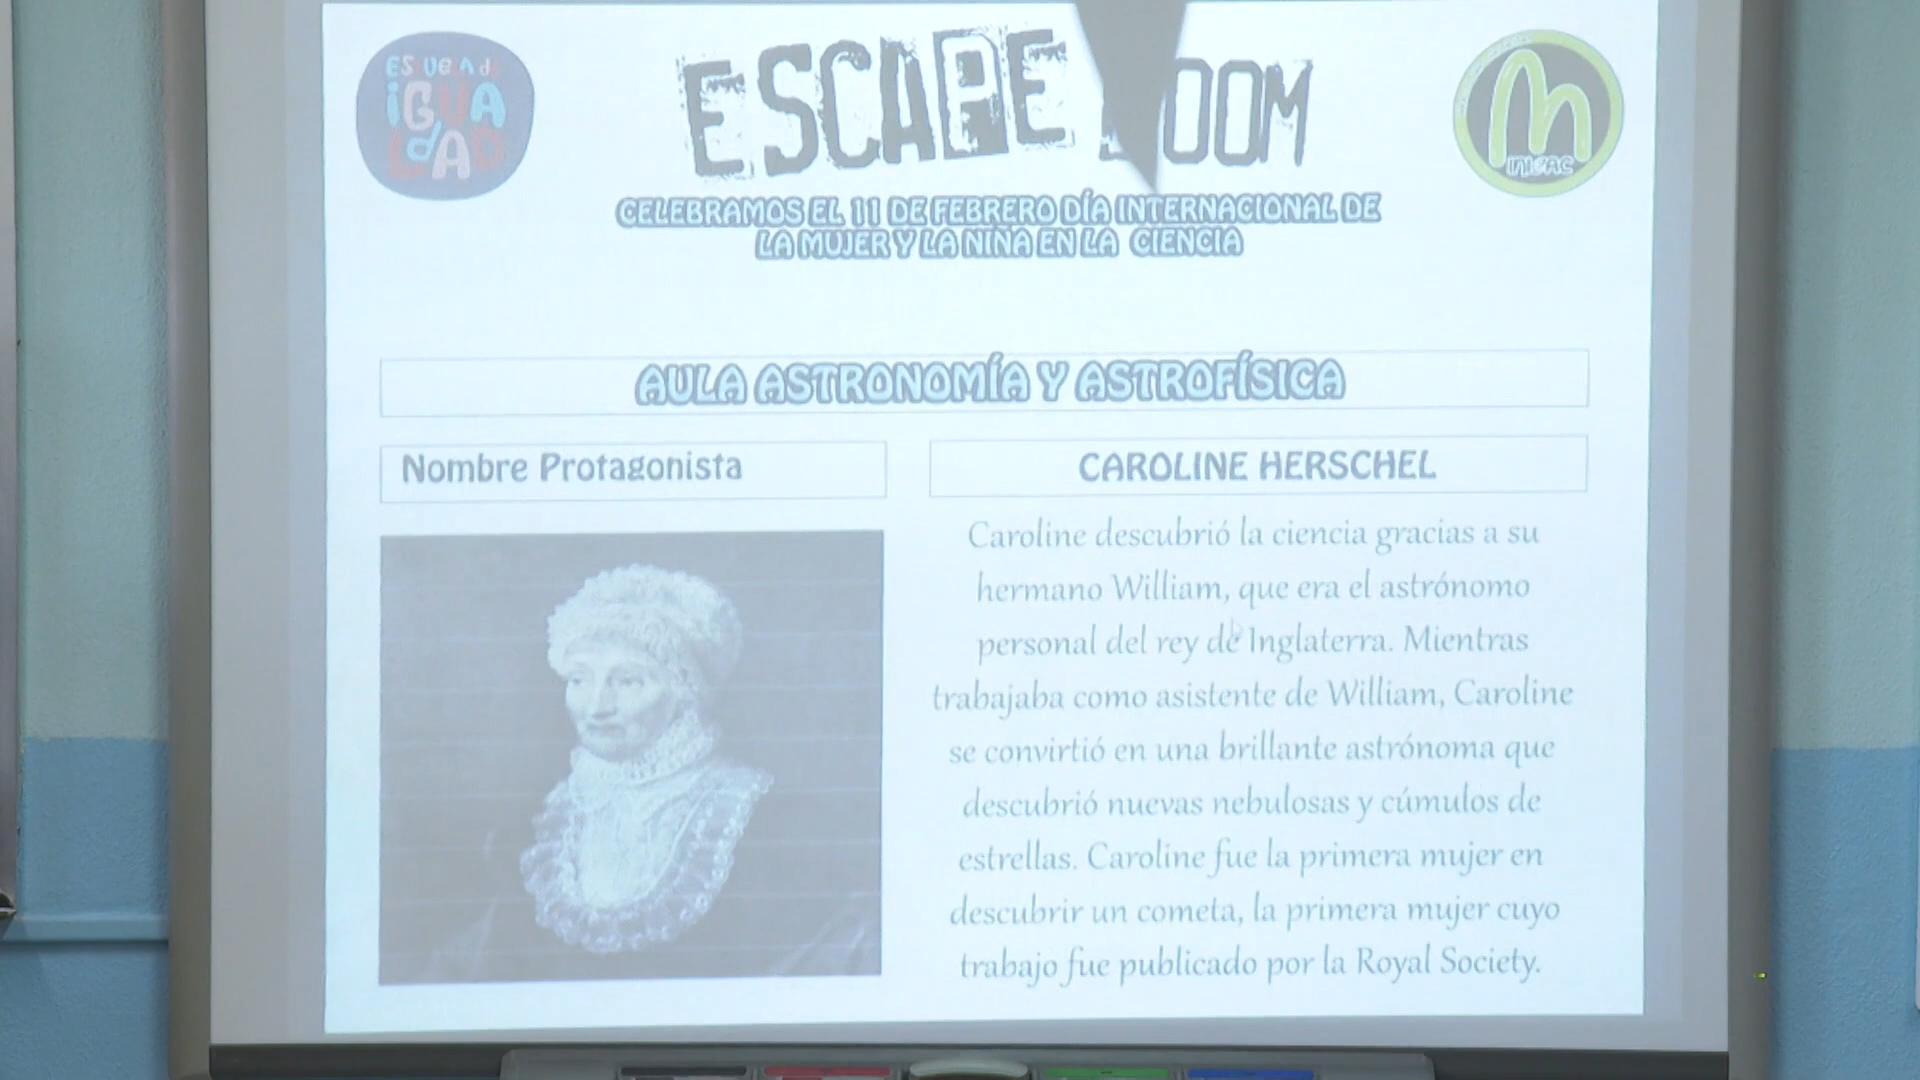 ESCAPE OOM
CELEBRAMOS EL 11 DE FEBRERO DÍA INTERNACIONAL DE
LA MUJER Y LA NIÑA EN LA CIENCIA
IGUALDAD
AULA ASTRONOMÍA Y ASTROFÍSICA
Nombre Protagonista
CAROLINE HERSCHEL
Caroline descubrió la ciencia gracias a su
hermano William, que era el astrónomo
personal del rey de Inglaterra. Mientras
trabajaba como asistente de William, Caroline
se convirtió en una brillante astrónoma que
descubrió nuevas nebulosas y cúmulos de
estrellas. Caroline fue la primera mujer en
descubrir un cometa, la primera mujer cuyo
trabajo fue publicado por la Royal Society.